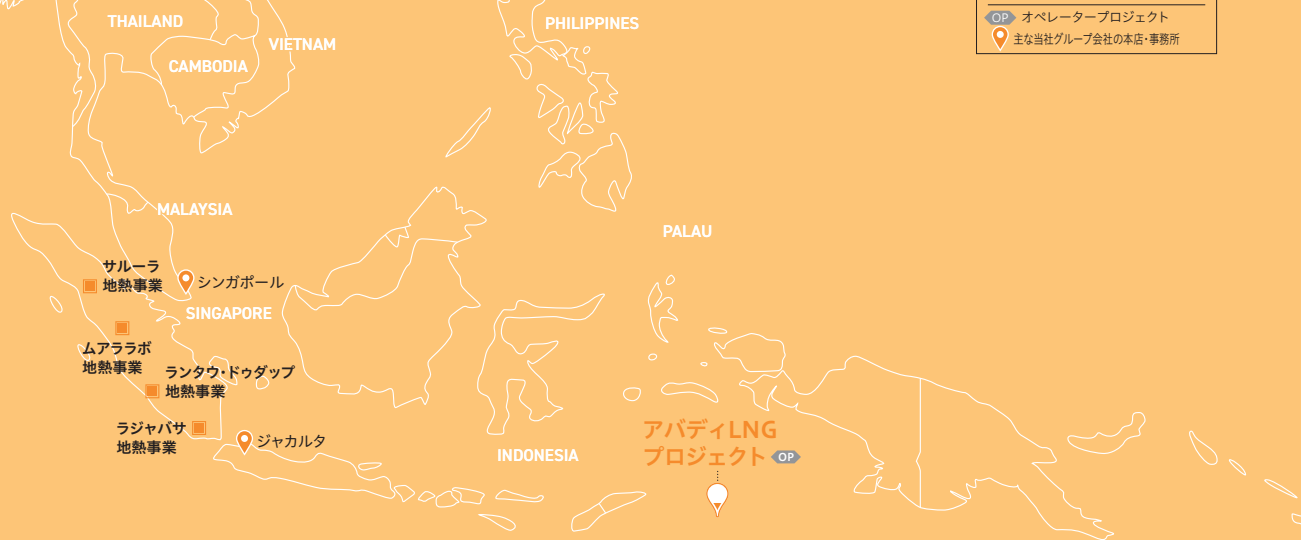 OP オペレータープロジェクト
主な当社グループ会社の本店・事務所
THAILAND
VIETNAM
CAMBODIA
PHILIPPINES
MALAYSIA
PALAU
サルーラ
地熱事業
シンガポール
SINGAPORE
ムアララボ
地熱事業
ランタウ・ドゥダップ
地熱事業
ラジャバサ
地熱事業
ジャカルタ
INDONESIA
アバディLNG
プロジェクト OP